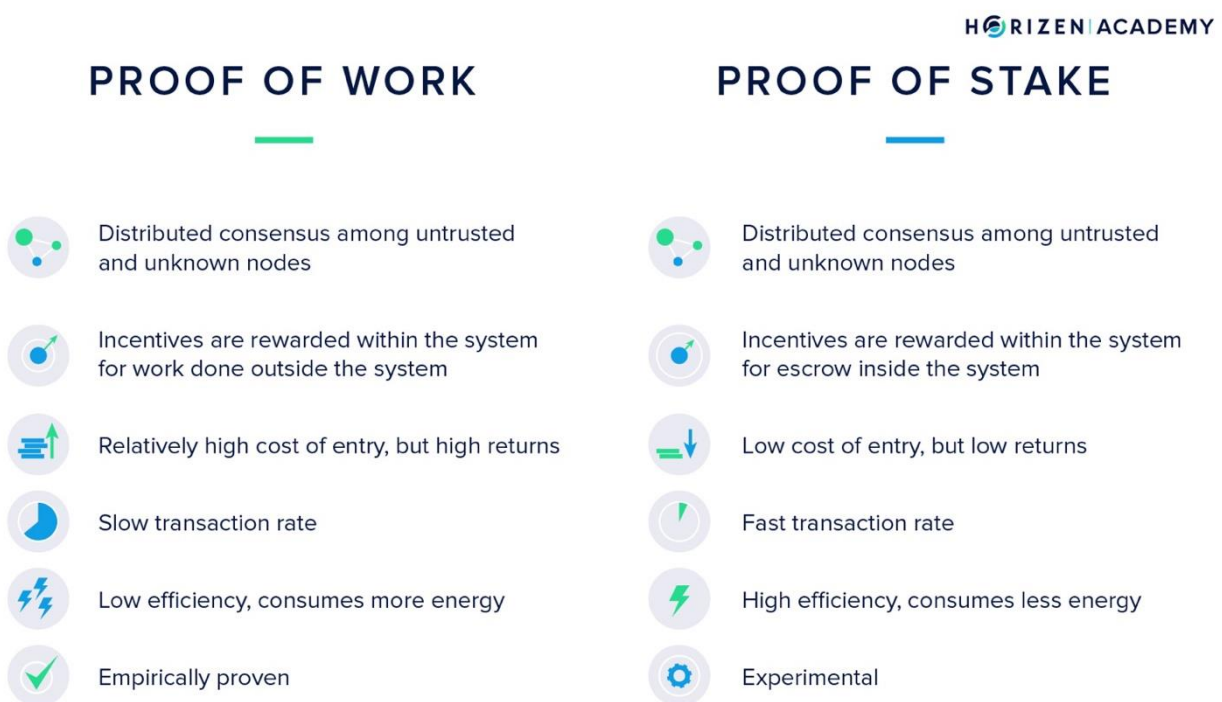 HORIZEN ACADEMY
PROOF OF WORK
Distributed consensus among untrusted
and unknown nodes
Incentives are rewarded within the system
for work done outside the system
Relatively high cost of entry, but high returns
Slow transaction rate
Low efficiency, consumes more energy
Empirically proven
PROOF OF STAKE
Distributed consensus among untrusted
and unknown nodes
Incentives are rewarded within the system
for escrow inside the system
Low cost of entry, but low returns
Fast transaction rate
High efficiency, consumes less energy
Experimental